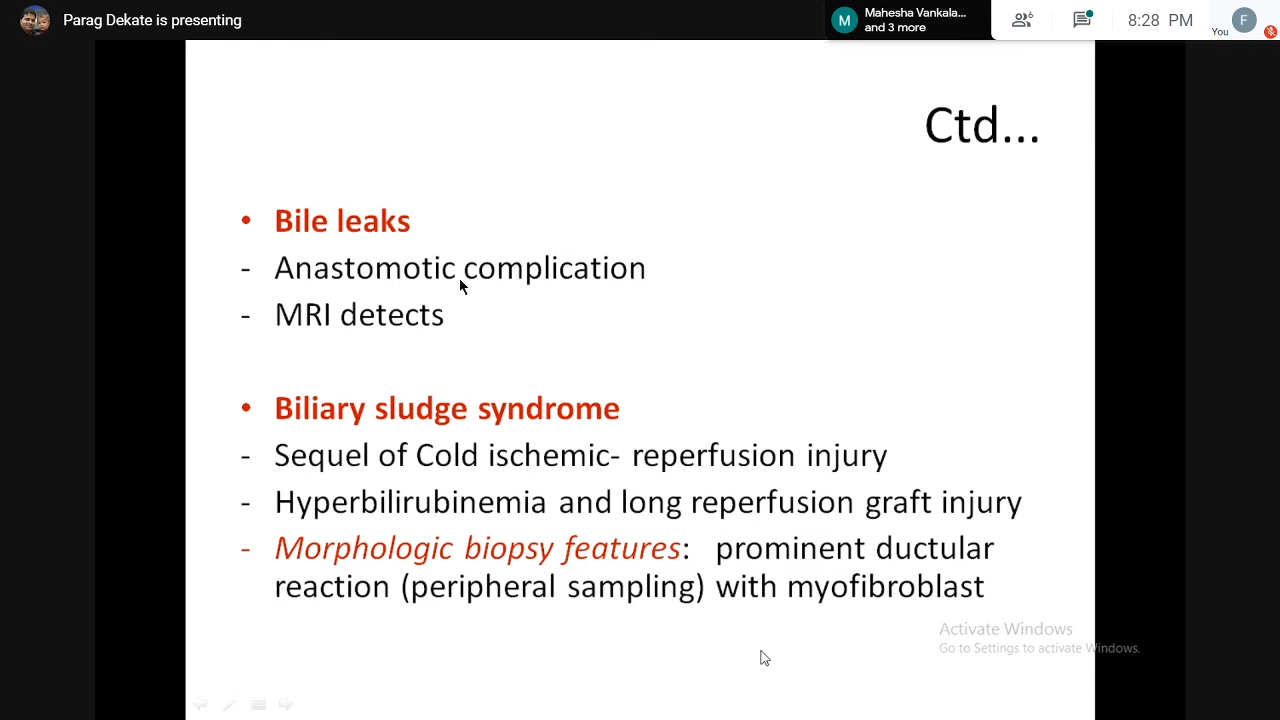 Parag Dekate is presenting
Mahesha Vankala...
and 3 more
M
6
8:28 PM
You
F
Ctd...
• Bile leaks
- Anastomotic complication
- MRI detects
• Biliary sludge syndrome
- Sequel of Cold ischemic- reperfusion injury
- Hyperbilirubinemia and long reperfusion graft injury
- Morphologic biopsy features: prominent ductular
reaction (peripheral sampling) with myofibroblast
Activate Windows
Go to Settings to activate Windows.